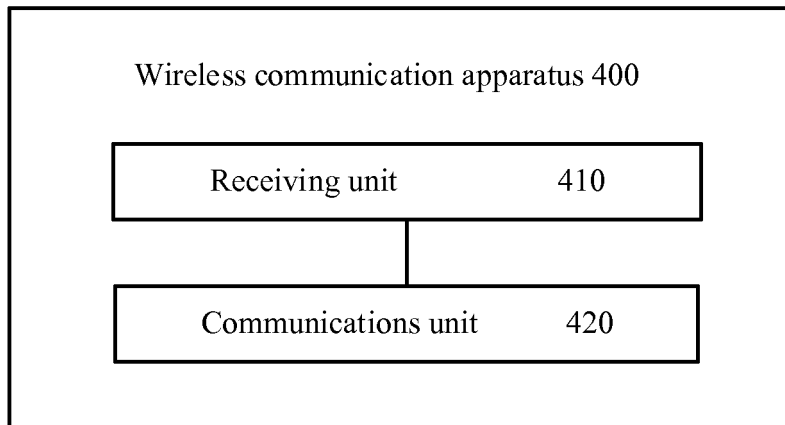 Wireless communication apparatus 400
Receiving unit 410
Communications unit 420